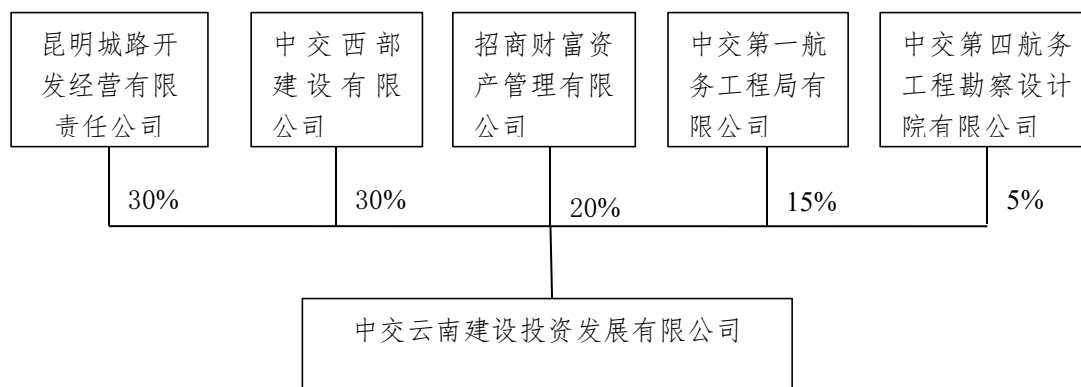 昆明城路开
发经营有限
责任公司
中交西部
建设有限
公司
招商财富资
产管理有限
公司
中交第一航
务工程局有
限公司
中交第四航务
工程勘察设计
院有限公司
30%
30%
20%
15%
5%
中交云南建设投资发展有限公司